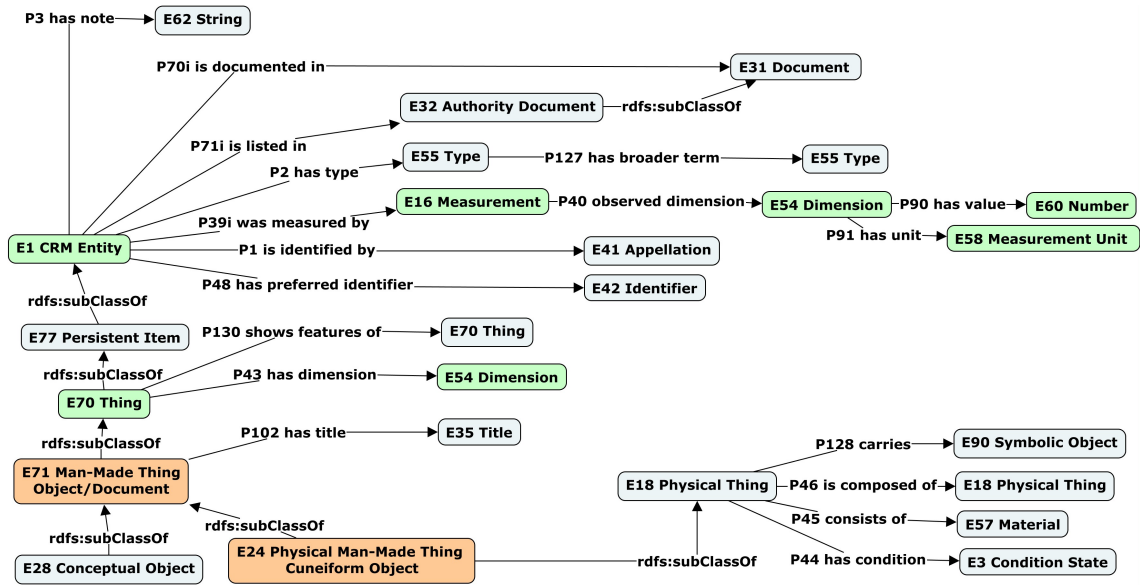 P3 has note
E62 String
P70i is documented in
E31 Document
E32 Authority Document
rdfs:subClassOf
P71i is listed in
E55 Type
P127 has broader term
E55 Type
P2 has type
E16 Measurement
P40 observed dimension
E54 Dimension
P90 has value
E60 Number
P39i was measured by
P91 has unit
E58 Measurement Unit
E1 CRM Entity
P1 is identified by
E41 Appellation
P48 has preferred identifier
E42 Identifier
rdfs:subClassOf
E77 Persistent Item
P130 shows features of
E70 Thing
rdfs:subClassOf
P43 has dimension
E54 Dimension
E70 Thing
rdfs:subClassOf
P102 has title
E35 Title
P128 carries
E90 Symbolic Object
E71 Man-Made Thing
Object/Document
E18 Physical Thing
P46 is composed of
E18 Physical Thing
P45 consists of
E57 Material
rdfs:subClassOf
rdfs:subClassOf
E24 Physical Man-Made Thing
Cuneiform Object
rdfs:subClassOf
P44 has condition
E3 Condition State
E28 Conceptual Object